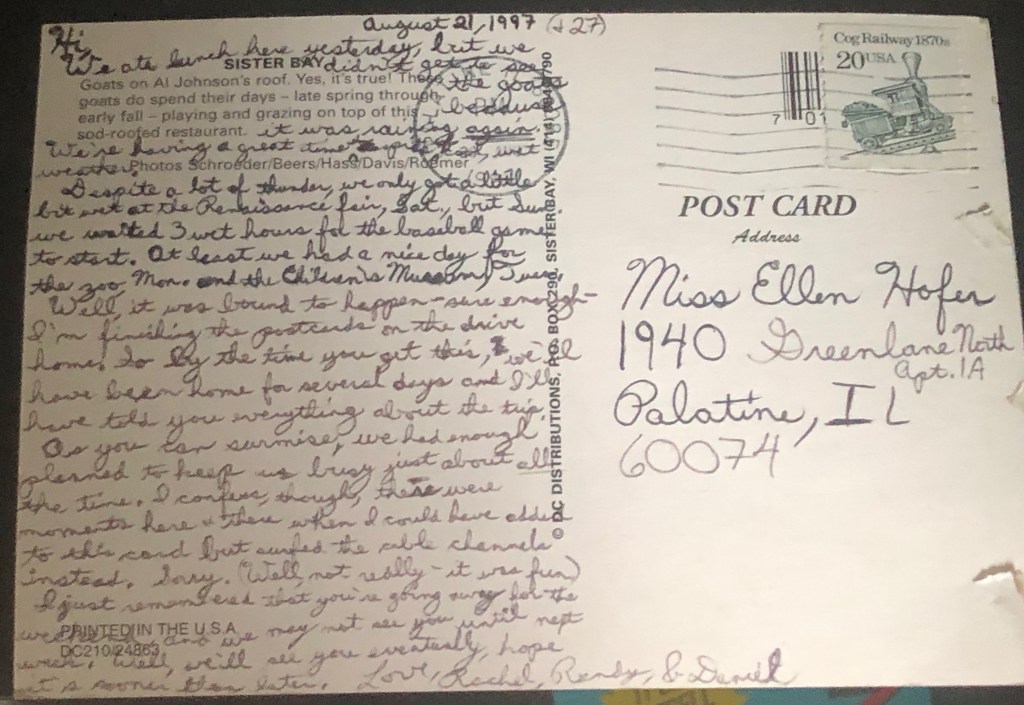 August 21, 1997 (& 27)
Hi,
We ate lunch here yesterday, but we
didn't get to see
the goats
because
it was raining again.
We're having a great time despite
wet
weather.
Despite a lot of thunder, we only got a little
bit wet at the Renaissance fair, Sat., but Sun.
we waited 3 wet hours for the baseball game
to start. At least we had a nice day for
the zoo Mon. and the Children's Museum, Tues.
Well, it was bound to happen - sure enough -
I'm finishing the postcards on the drive
home. So by the time you get this, we'll
have been home for several days and I'll
have told you everything about the trip.
As you can surmise, we had enough
planned to keep us busy just about all
the time. I confess, though, there were
moments here & there when I could have added
to this card but surfed the cable channels
instead. Sorry. (Well, not really - it was fun)
I just remembered that you're going away for the
weekend, and we may not see you until next
week. Well, we'll see you eventually, hope
it's sooner than later. Love, Rachel, Randy, & Daniel
SISTER BAY
Goats on Al Johnson's roof. Yes, it's true! These
goats do spend their days – late spring through
early fall – playing and grazing on top of this
sod-roofed restaurant.
Photos Schroeder/Beers/Hass/Davis/Roemer
PRINTED IN THE U.S.A.
DC210/24863
© DC DISTRIBUTIONS, P.O. BOX 290, SISTER BAY, WI (414)
Cog Railway 1870s
20 USA
7 01
POST CARD
Address
Miss Ellen Hofer
1940 Greenlane North
Apt. 1A
Palatine, IL
60074